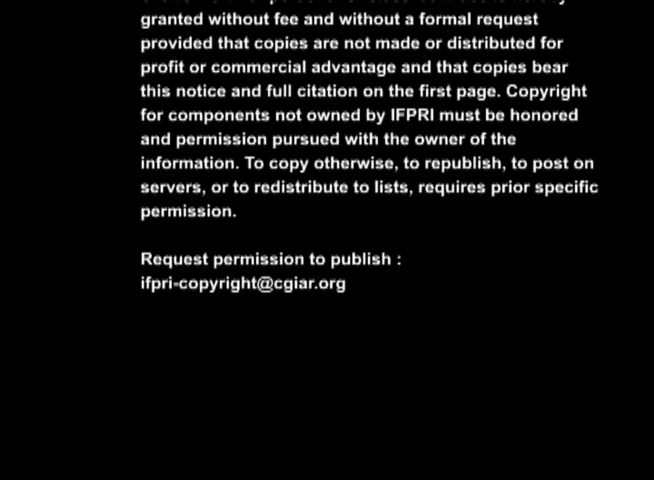 granted without fee and without a formal request
provided that copies are not made or distributed for
profit or commercial advantage and that copies bear
this notice and full citation on the first page. Copyright
for components not owned by IFPRI must be honored
and permission pursued with the owner of the
information. To copy otherwise, to republish, to post on
servers, or to redistribute to lists, requires prior specific
permission.
Request permission to publish :
ifpri-copyright@cgiar.org